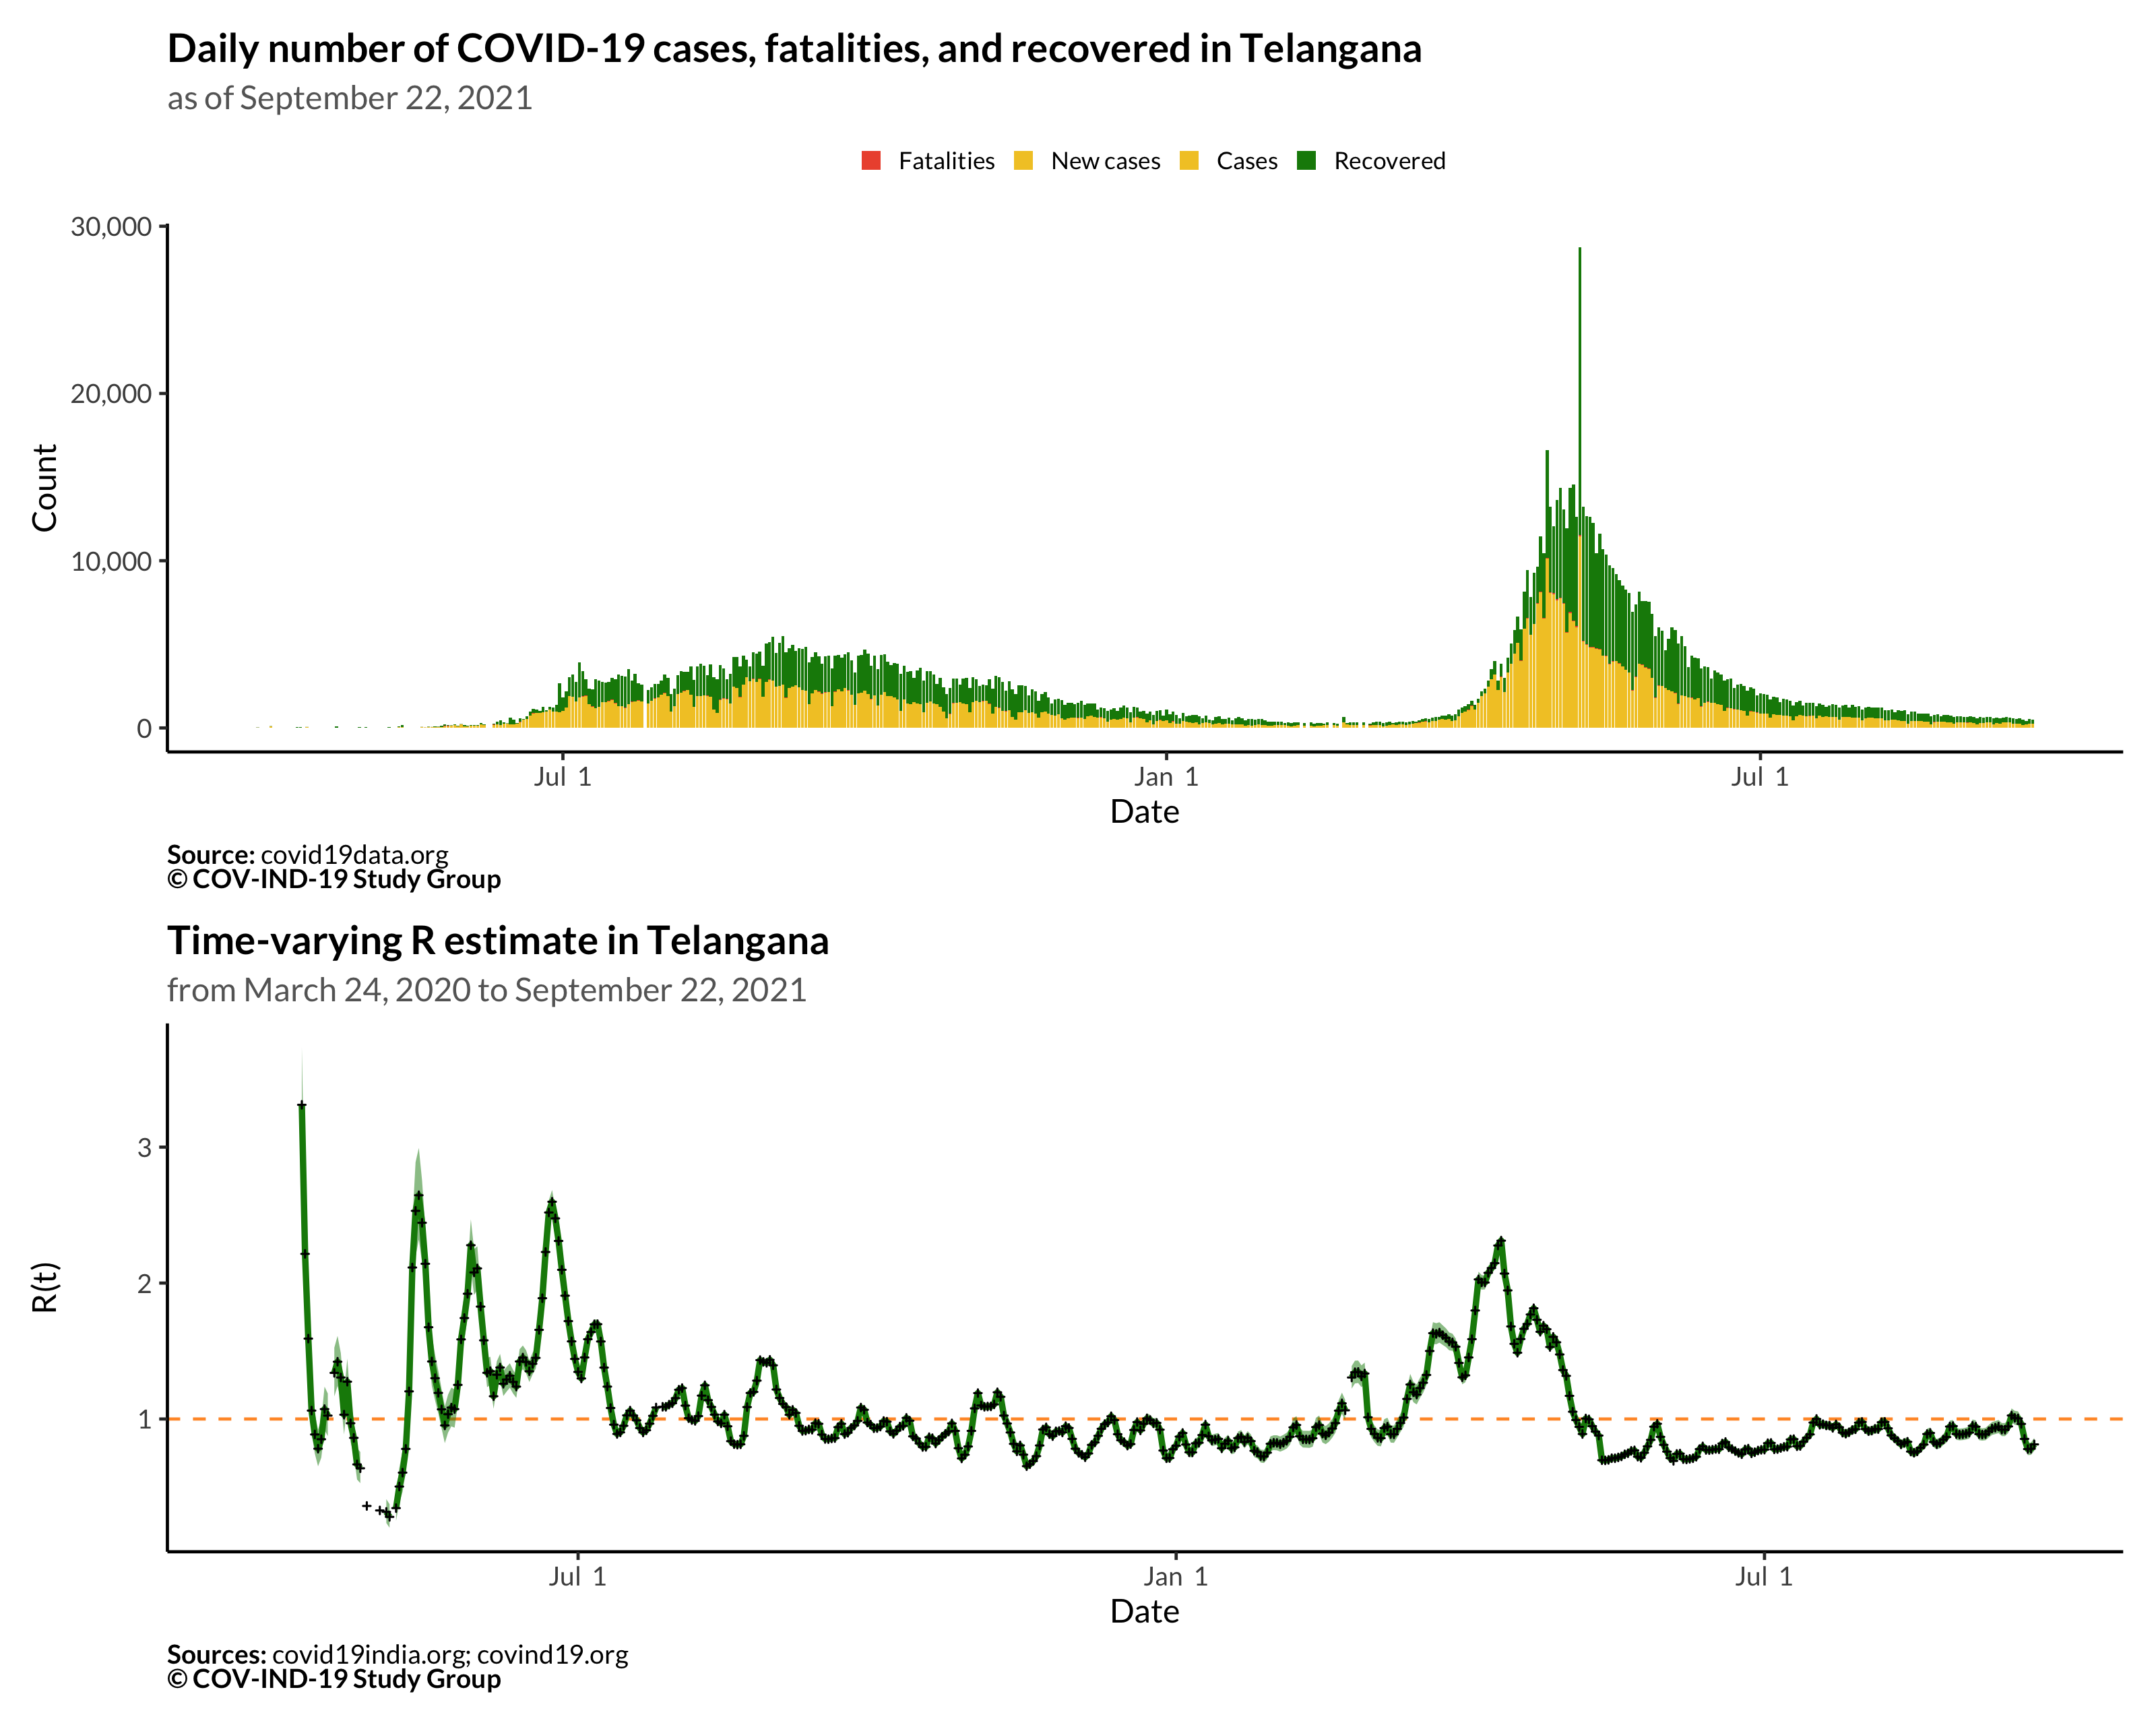 Daily number of COVID-19 cases, fatalities, and recovered in Telangana
as of September 22, 2021
Fatalities New cases Cases Recovered
30,000
20,000
10,000
0
Count
Jul 1 Jan 1 Jul 1
Date
Source: covid19data.org
© COV-IND-19 Study Group
Time-varying R estimate in Telangana
from March 24, 2020 to September 22, 2021
3
2
1
R(t)
Jul 1 Jan 1 Jul 1
Date
Sources: covid19india.org; covind19.org
© COV-IND-19 Study Group